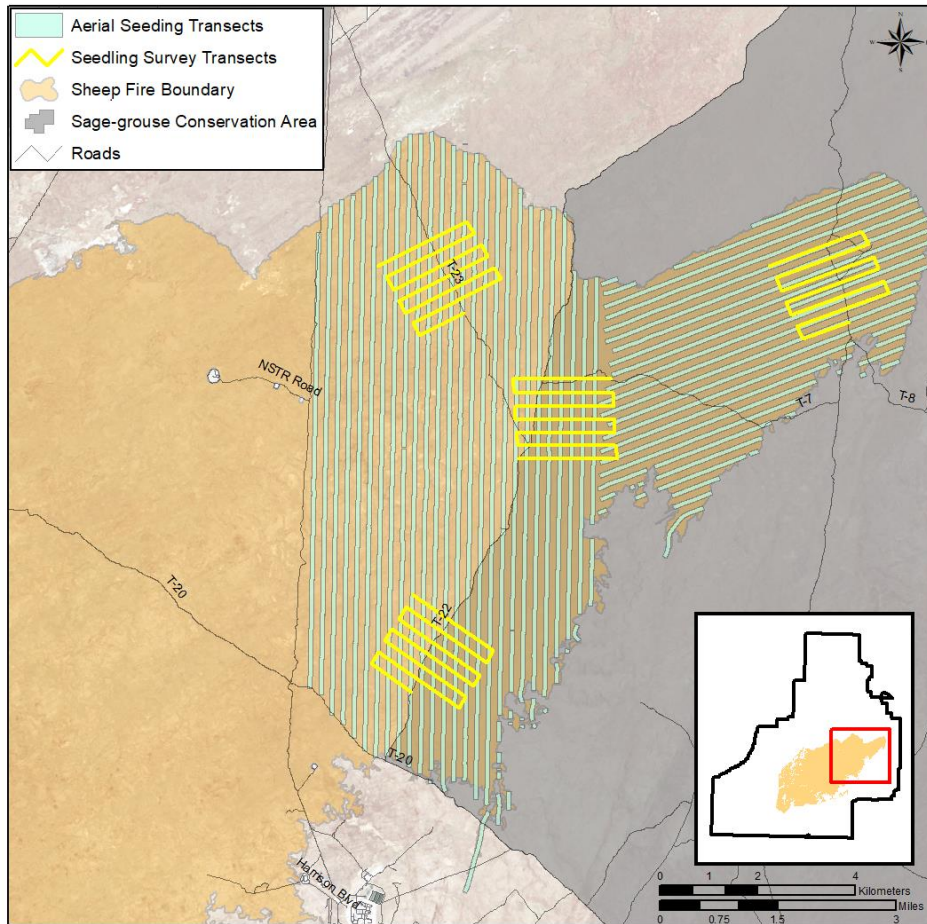 Aerial Seeding Transects
Seedling Survey Transects
Sheep Fire Boundary
Sage-grouse Conservation Area
Roads
N
W
E
S
T-23
NSTR Road
T-7
T-8
T-20
T-22
T-20
Harrison Blvd
0 1 2 4
Kilometers
Miles
0 0.75 1.5 3